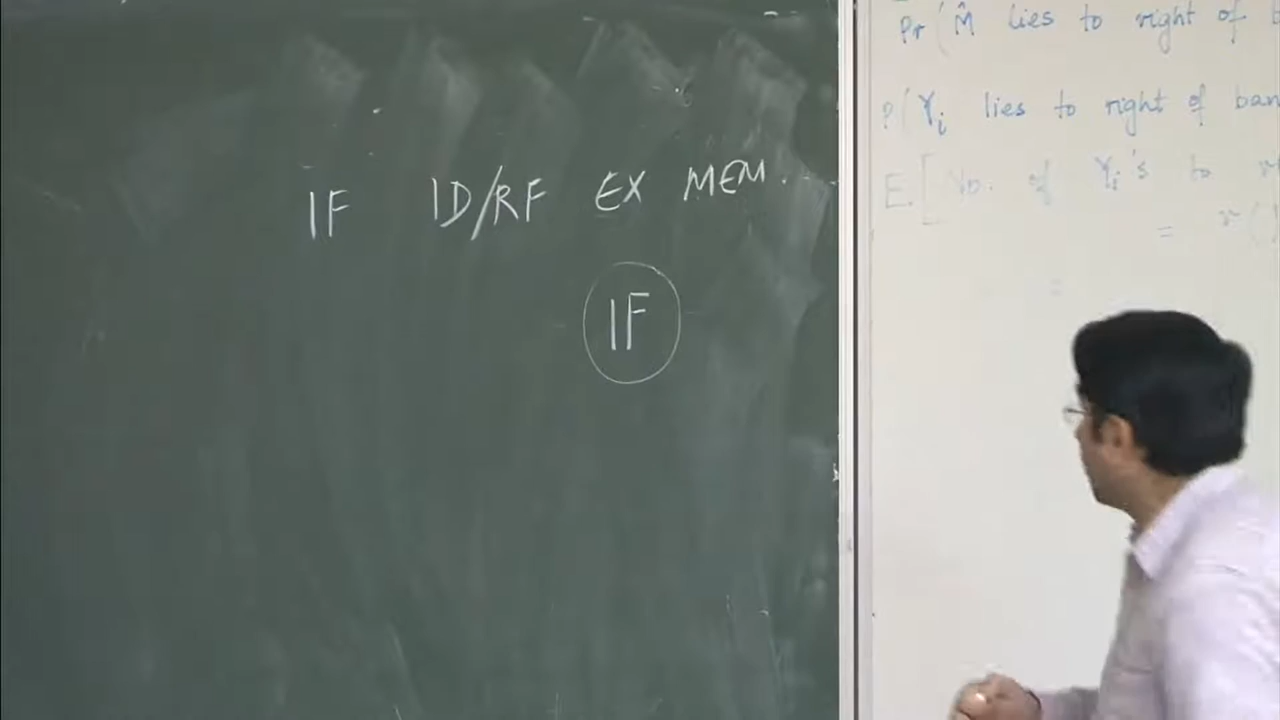 IF ID/RF EX MEM.
IF
Pr( M̂ lies to right of
P( Yi lies to right of ban
E[ No. of Yi's to
=
=